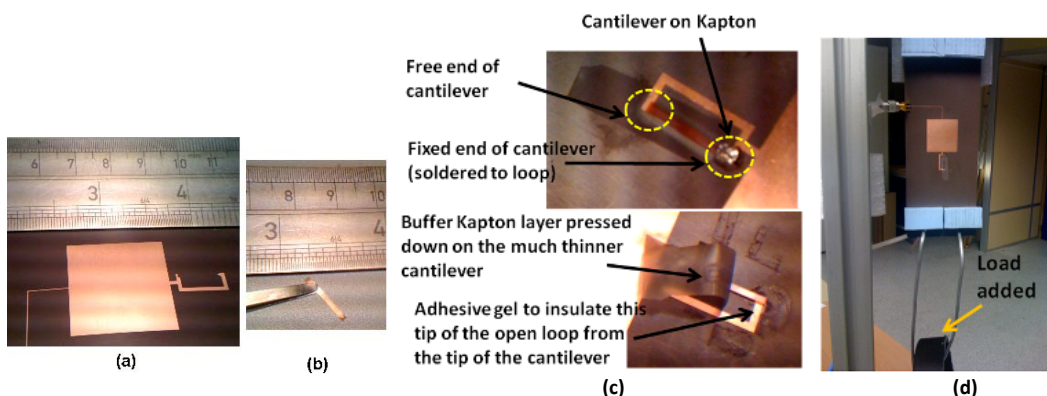 Cantilever on Kapton
Free end of
cantilever
Fixed end of cantilever
(soldered to loop)
Buffer Kapton layer pressed
down on the much thinner
cantilever
Adhesive gel to insulate this
tip of the open loop from
the tip of the cantilever
6 7 8 9 10 11
3 4
8 9 10
3 4
Load
added
(a)
(b)
(c)
(d)